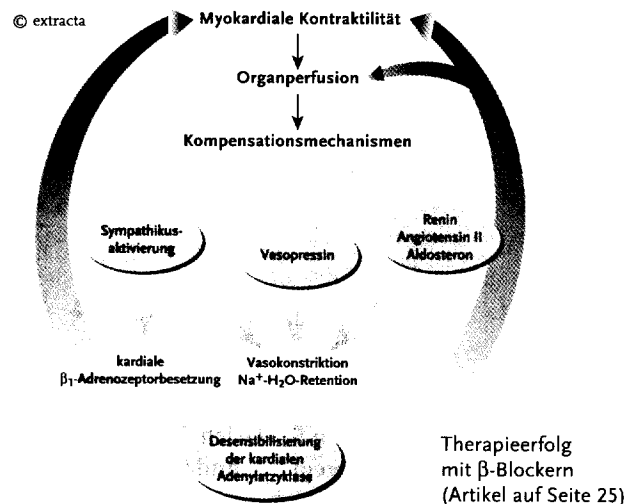 © extracta
Myokardiale Kontraktilität
Organperfusion
Kompensationsmechanismen
Sympathikus-
aktivierung
Vasopressin
Renin
Angiotensin II
Aldosteron
kardiale
β₁-Adrenozeptorbesetzung
Vasokonstriktion
Na⁺-H₂O-Retention
Desensibilisierung
der kardialen
Adenylatzyklase
Therapieerfolg
mit β-Blockern
(Artikel auf Seite 25)